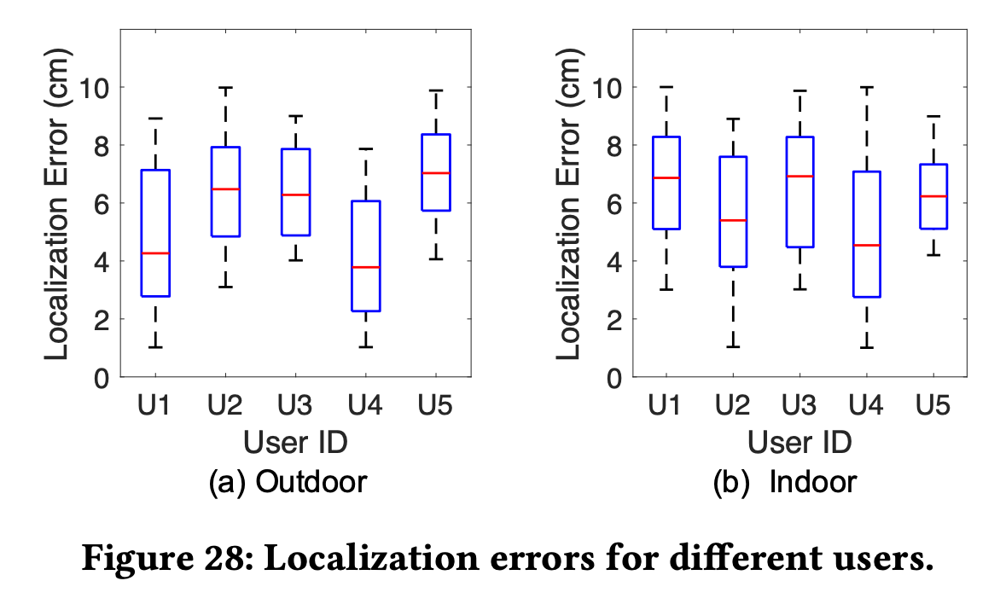 Localization Error (cm)
10
8
6
4
2
0
U1 U2 U3 U4 U5
User ID
(a) Outdoor
Localization Error (cm)
10
8
6
4
2
0
U1 U2 U3 U4 U5
User ID
(b) Indoor
Figure 28: Localization errors for different users.